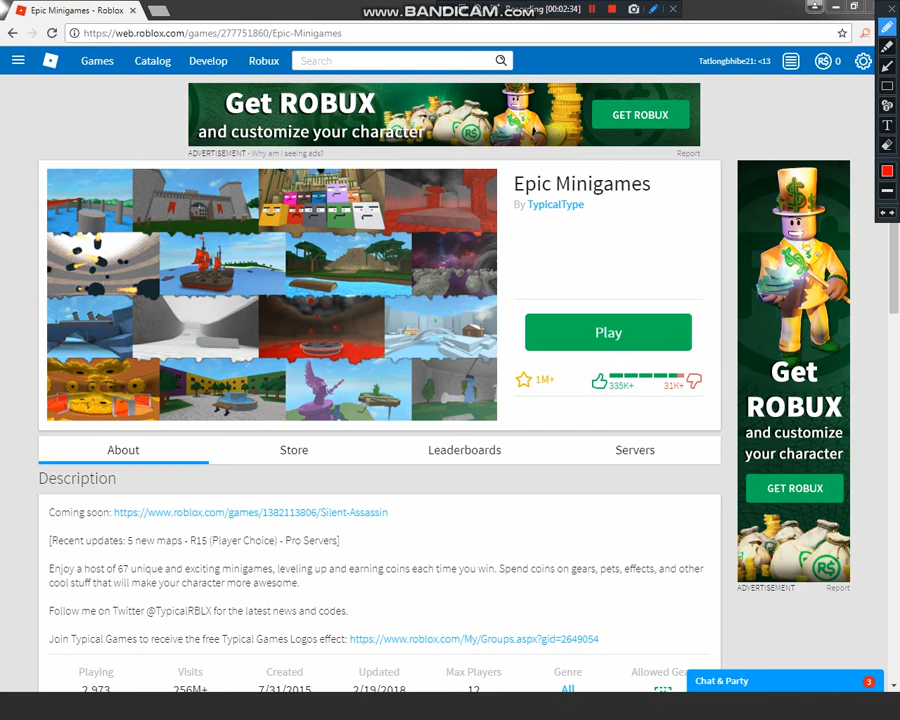 Epic Minigames - Roblox
www.BANDICAM.com
Recording [00:02:34]
https://web.roblox.com/games/277751860/Epic-Minigames
Games
Catalog
Develop
Robux
Search
Tatlongbhibe21: <13
R$ 0
Get ROBUX
and customize your character
GET ROBUX
ADVERTISEMENT - Why am I seeing ads?
Report
Epic Minigames
By TypicalType
Play
1M+
335K+
31K+
Get
ROBUX
and customize
your character
GET ROBUX
ADVERTISEMENT
Report
About
Store
Leaderboards
Servers
Description
Coming soon: https://www.roblox.com/games/1382113806/Silent-Assassin
[Recent updates: 5 new maps - R15 (Player Choice) - Pro Servers]
Enjoy a host of 67 unique and exciting minigames, leveling up and earning coins each time you win. Spend coins on gears, pets, effects, and other
cool stuff that will make your character more awesome.
Follow me on Twitter @TypicalRBLX for the latest news and codes.
Join Typical Games to receive the free Typical Games Logos effect: https://www.roblox.com/My/Groups.aspx?gid=2649054
Playing
Visits
Created
Updated
Max Players
Genre
Allowed Gea
2,973
256M+
7/31/2015
2/19/2018
12
All
Chat & Party
3